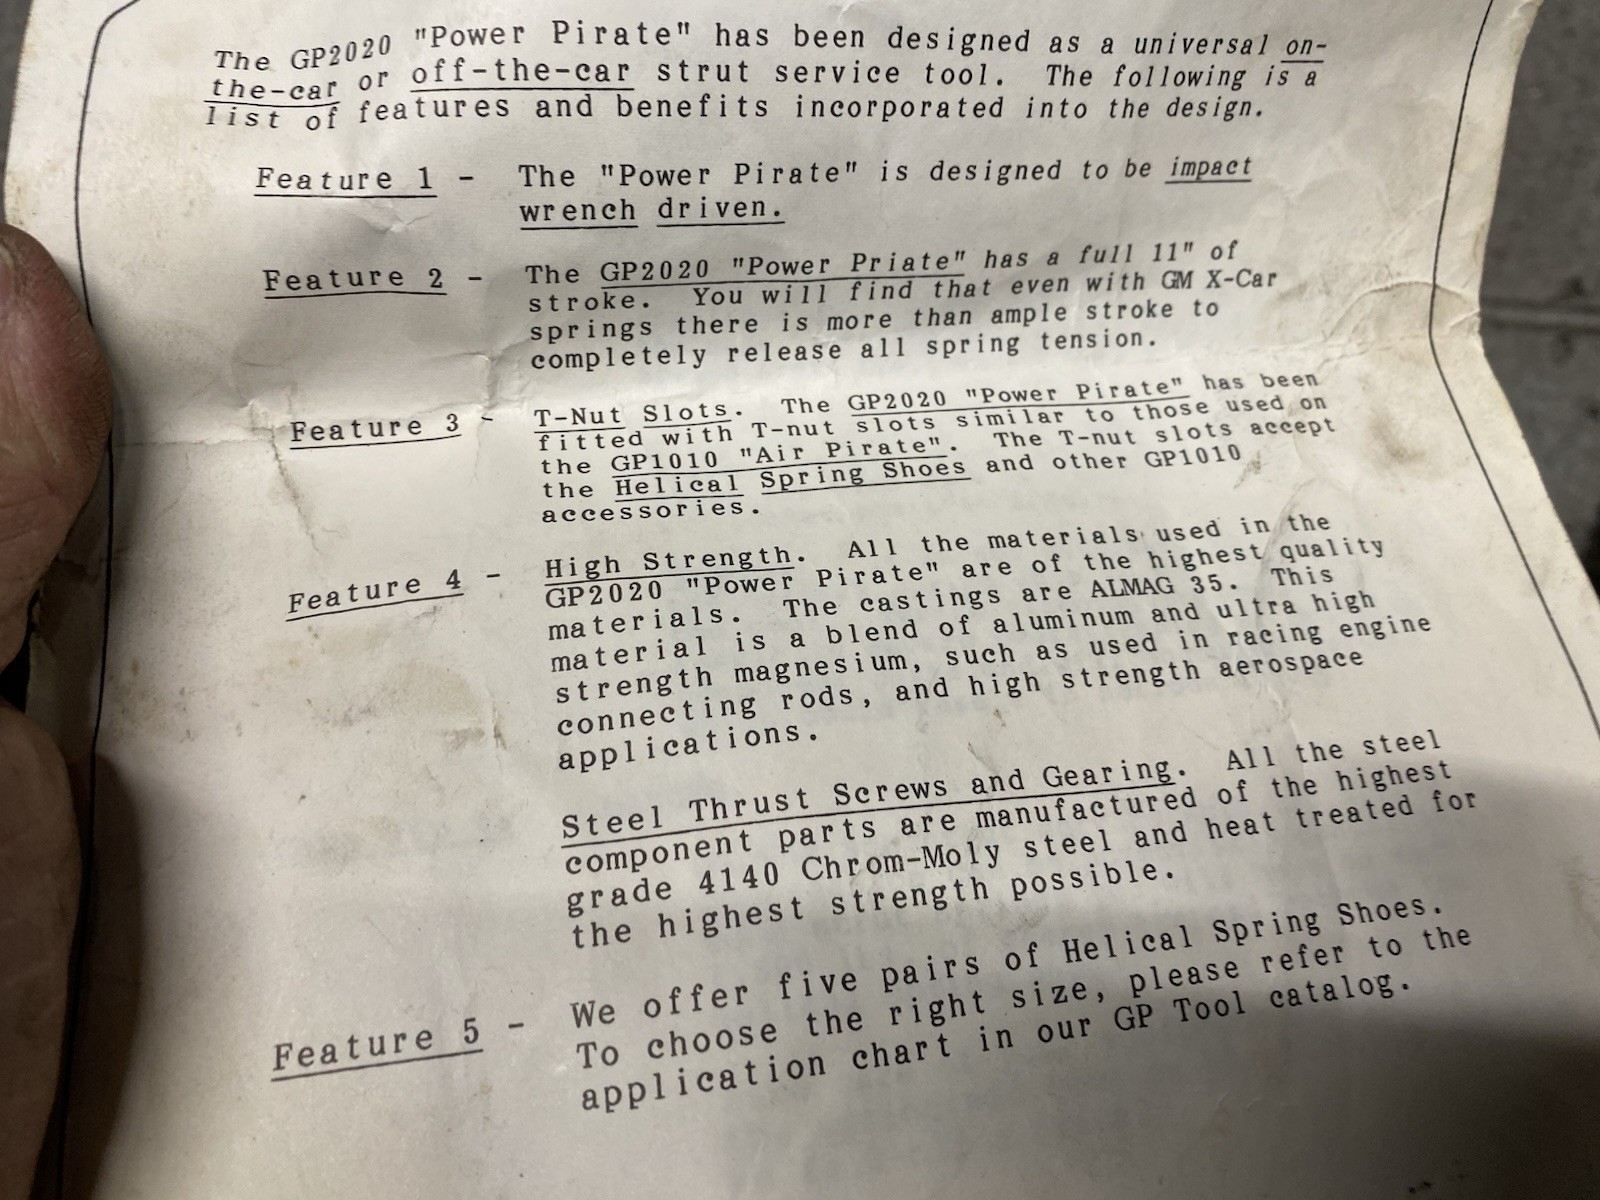 The GP2020 "Power Pirate" has been designed as a universal on-
the-car or off-the-car strut service tool. The following is a
list of features and benefits incorporated into the design.
Feature 1 - The "Power Pirate" is designed to be impact
wrench driven.
Feature 2 - The GP2020 "Power Priate" has a full 11" of
stroke. You will find that even with GM X-Car
springs there is more than ample stroke to
completely release all spring tension.
Feature 3 - T-Nut Slots. The GP2020 "Power Pirate" has been
fitted with T-nut slots similar to those used on
the GP1010 "Air Pirate". The T-nut slots accept
the Helical Spring Shoes and other GP1010
accessories.
Feature 4 - High Strength. All the materials used in the
GP2020 "Power Pirate" are of the highest quality
materials. The castings are ALMAG 35. This
material is a blend of aluminum and ultra high
strength magnesium, such as used in racing engine
connecting rods, and high strength aerospace
applications.
Steel Thrust Screws and Gearing. All the steel
component parts are manufactured of the highest
grade 4140 Chrom-Moly steel and heat treated for
the highest strength possible.
Feature 5 - We offer five pairs of Helical Spring Shoes.
To choose the right size, please refer to the
application chart in our GP Tool catalog.